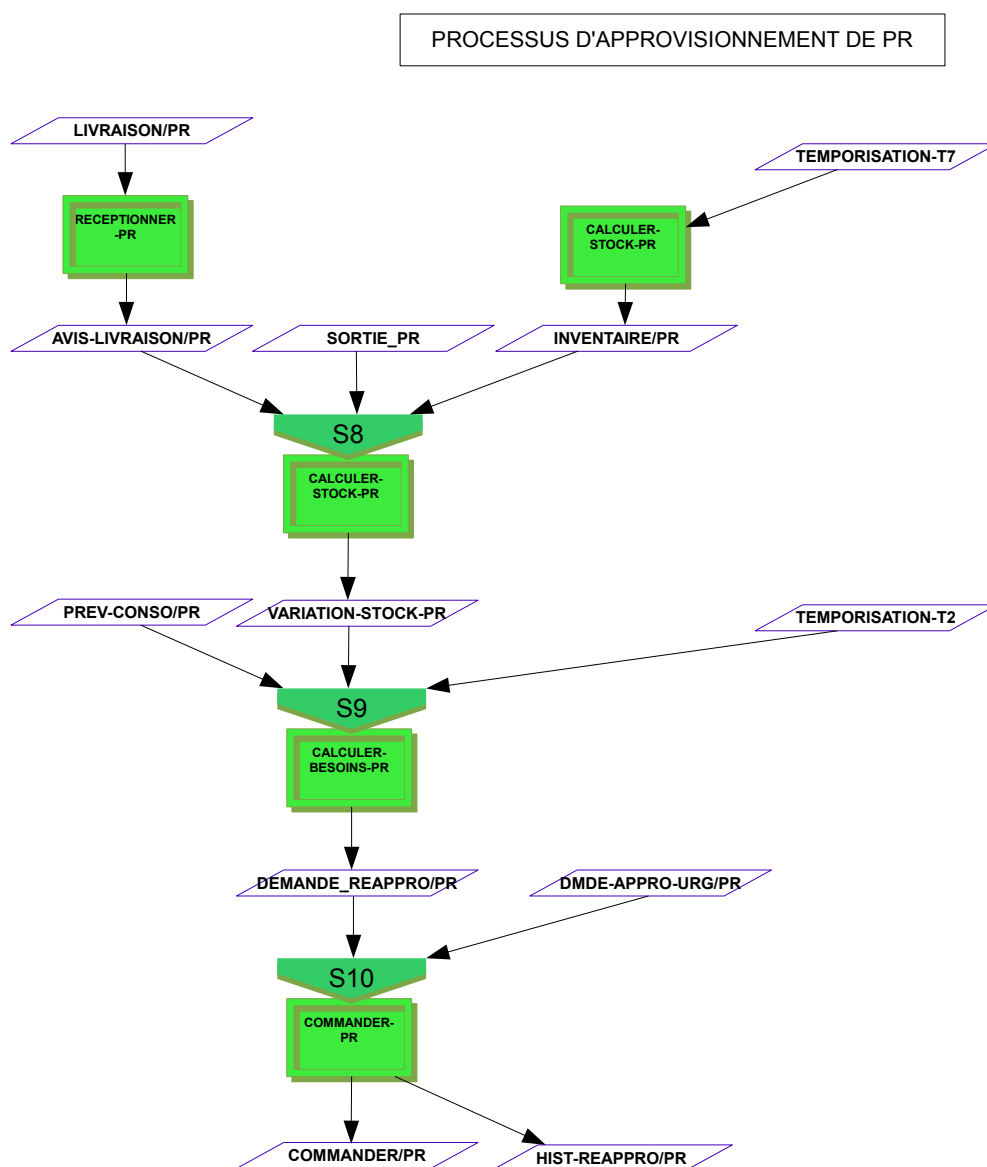 PROCESSUS D'APPROVISIONNEMENT DE PR
LIVRAISON/PR
TEMPORISATION-T7
RECEPTIONNER
-PR
CALCULER-
STOCK-PR
AVIS-LIVRAISON/PR
SORTIE_PR
INVENTAIRE/PR
S8
CALCULER-
STOCK-PR
PREV-CONSO/PR
VARIATION-STOCK-PR
TEMPORISATION-T2
S9
CALCULER-
BESOINS-PR
DEMANDE_REAPPRO/PR
DMDE-APPRO-URG/PR
S10
COMMANDER-
PR
COMMANDER/PR
HIST-REAPPRO/PR